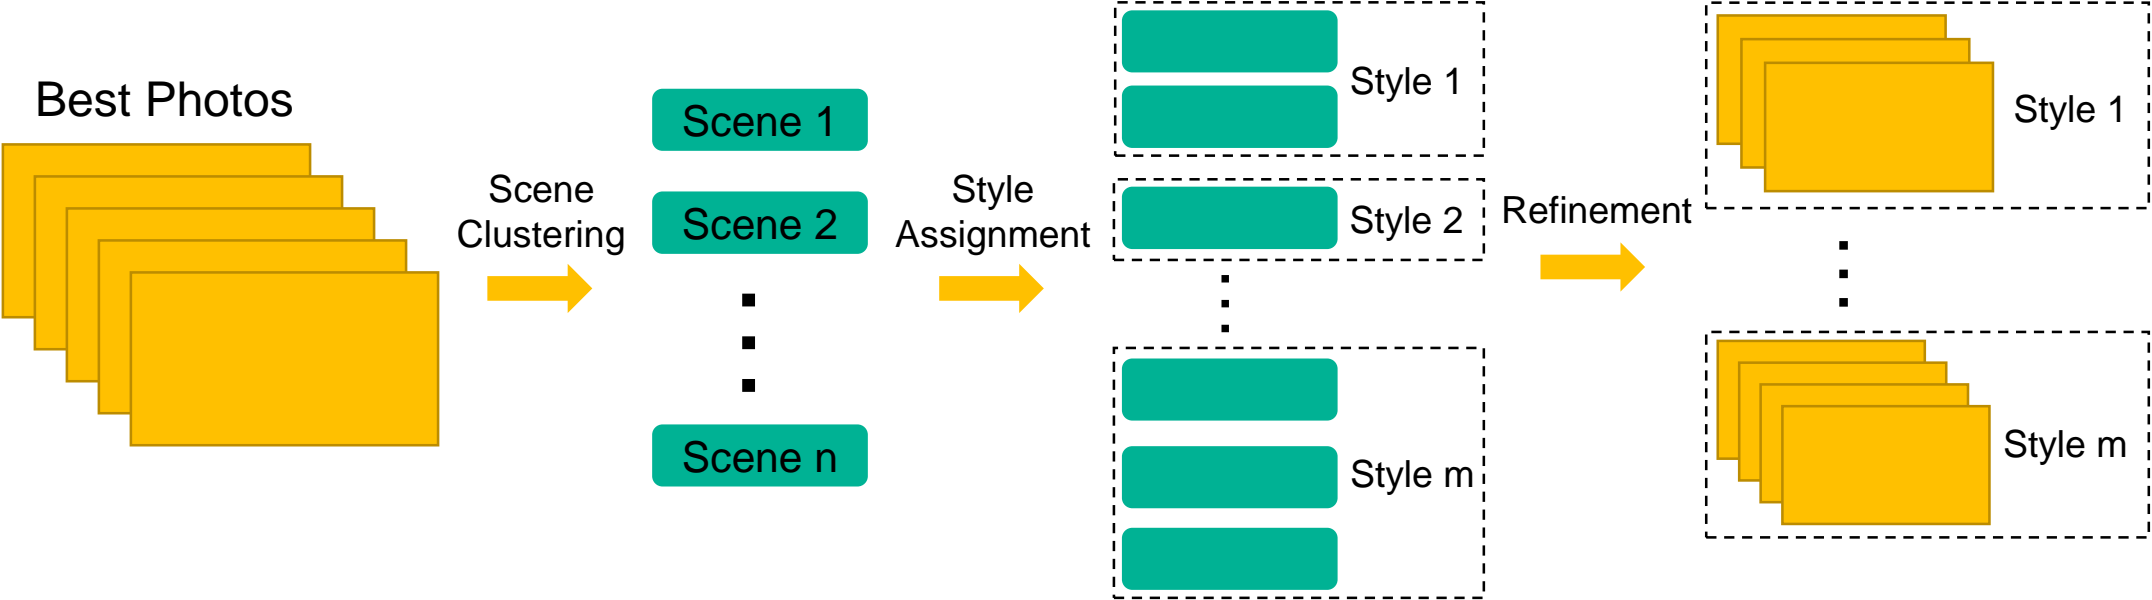 Best Photos
Scene
Clustering
Scene 1
Scene 2
Scene n
Style
Assignment
Style 1
Style 2
Style m
Refinement
Style 1
Style m